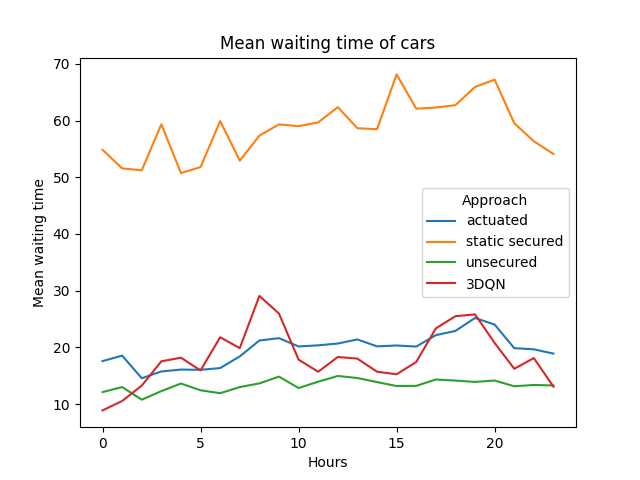 Mean waiting time of cars
70
60
50
40
30
20
10
Mean waiting time
Approach
actuated
static secured
unsecured
3DQN
0 5 10 15 20
Hours